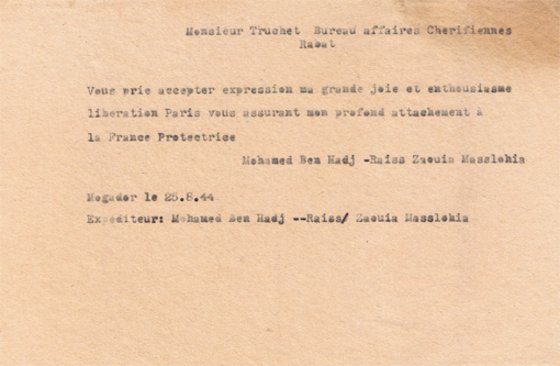 Monsieur Truchet Bureau affaires Cherifiennes
Rabat
Vous prie accepter expression ma grande joie et enthousiasme
liberation Paris vous assurant mon profond attachement à
la France Protectrice
Mohamed Ben Hadj -Raiss Zaouia Masslohia
Mogador le 25.8.44
Expéditeur: Mohamed Ben Hadj --Raiss/ Zaouia Masslohia